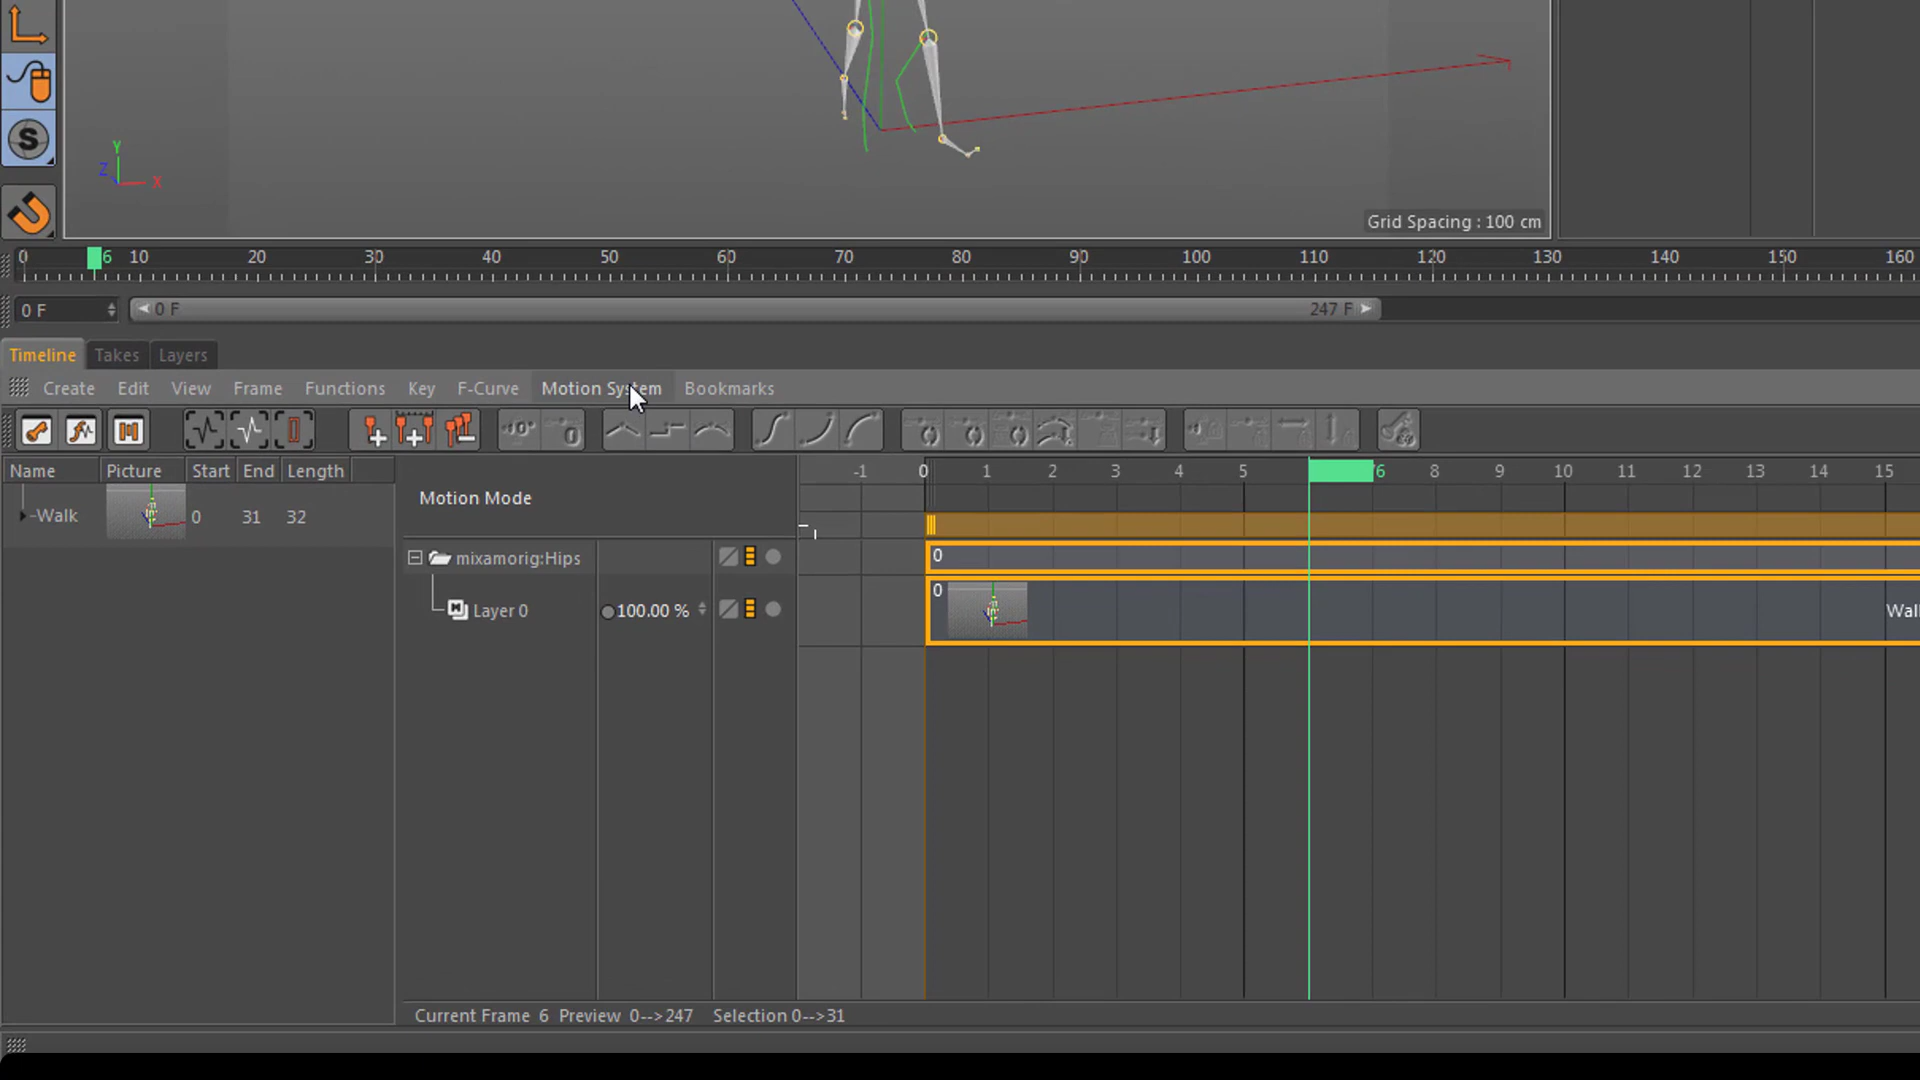 S
Y
Z
X
Grid Spacing : 100 cm
0 6 10 20 30 40 50 60 70 80 90 100 110 120 130 140 150 160
0 F 0 F 247 F
Timeline Takes Layers
Create Edit View Frame Functions Key F-Curve Motion System Bookmarks
Name Picture Start End Length
-1 0 1 2 3 4 5 6 8 9 10 11 12 13 14 15
Motion Mode
Walk 0 31 32
mixamorig:Hips 0
0
Layer 0 100.00 % Wal
Current Frame 6 Preview 0-->247 Selection 0-->31